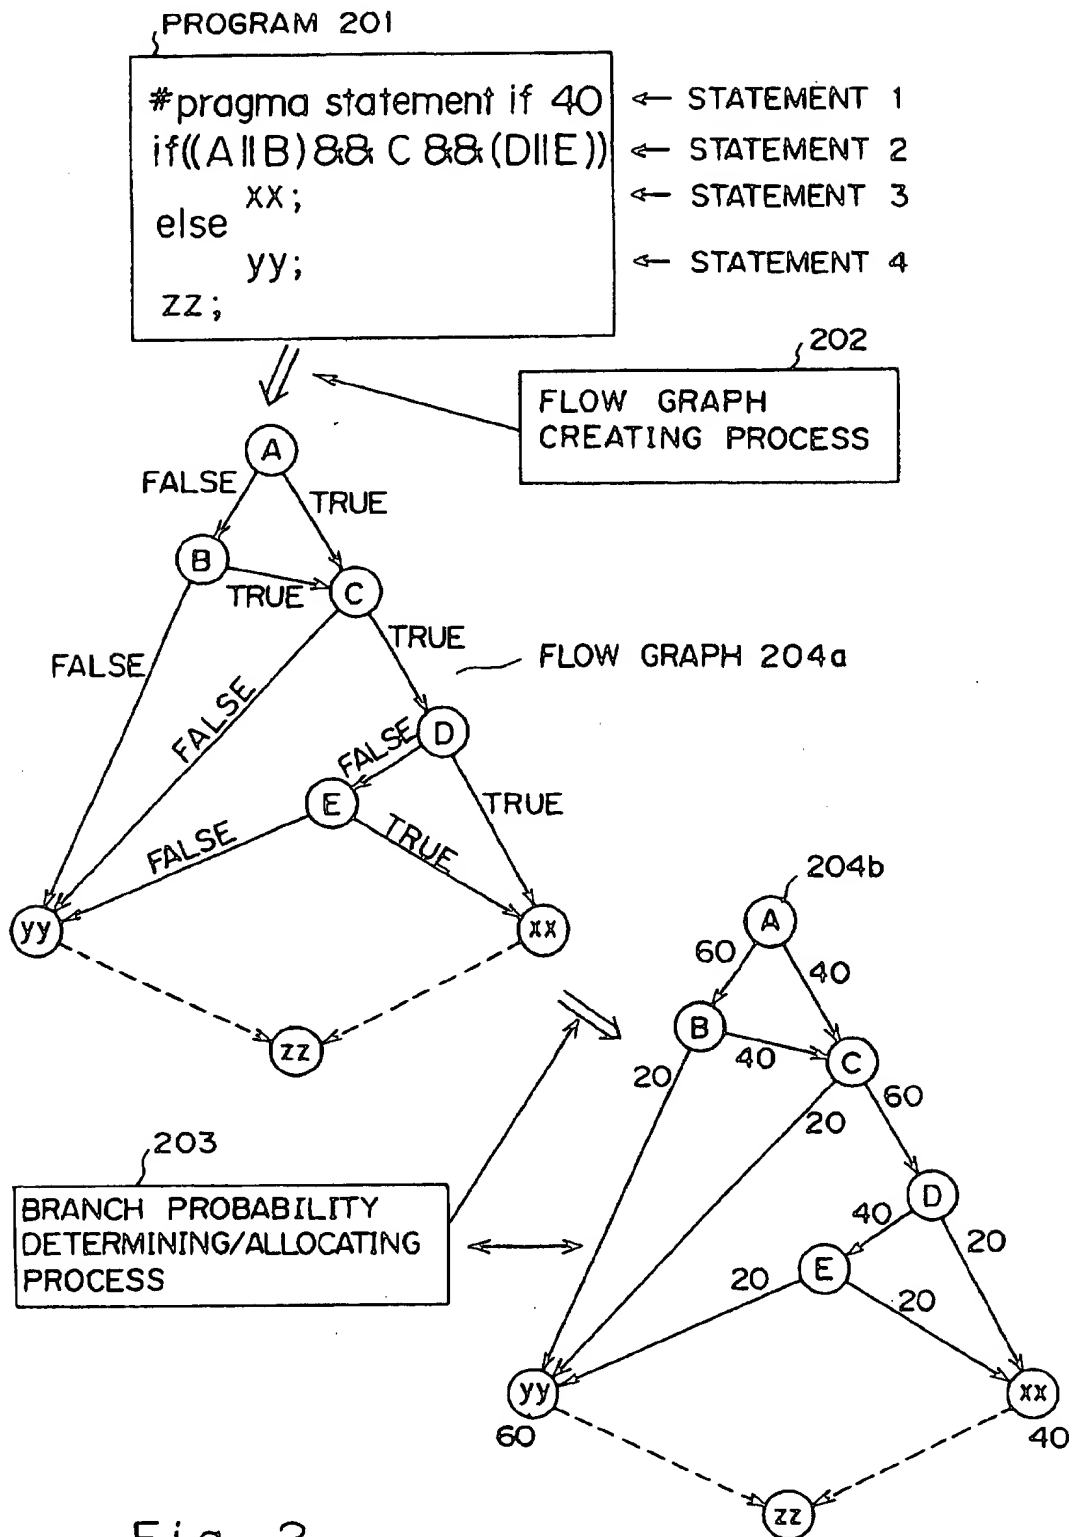 PROGRAM 201
#pragma statement if 40
if((A||B)&& C &&(D||E))
xx;
else
yy;
zz;
STATEMENT 1
STATEMENT 2
STATEMENT 3
STATEMENT 4
202
FLOW GRAPH
CREATING PROCESS
A
FALSE
TRUE
B
TRUE
C
FALSE
FALSE
TRUE
FLOW GRAPH 204a
D
FALSE
TRUE
E
FALSE
TRUE
yy
xx
zz
204b
A
60
40
B
40
C
20
20
60
D
40
20
E
20
20
yy
60
xx
40
zz
203
BRANCH PROBABILITY
DETERMINING/ALLOCATING
PROCESS